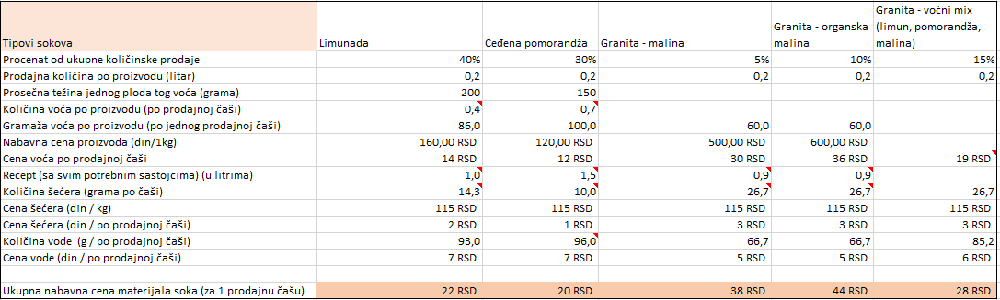 Tipovi sokova Limunada Ceđena pomorandža Granita - malina Granita - organska malina Granita - voćni mix (limun, pomorandža, malina)
Procenat od ukupne količinske prodaje 40% 30% 5% 10% 15%
Prodajna količina po proizvodu (litar) 0,2 0,2 0,2 0,2 0,2
Prosečna težina jednog ploda tog voća (grama) 200 150
Količina voća po proizvodu (po prodajnoj čaši) 0,4 0,7
Gramaža voća po proizvodu (po jednog prodajnoj čaši) 86,0 100,0 60,0 60,0
Nabavna cena proizvoda (din/1kg) 160,00 RSD 120,00 RSD 500,00 RSD 600,00 RSD
Cena voća po prodajnoj čaši 14 RSD 12 RSD 30 RSD 36 RSD 19 RSD
Recept (sa svim potrebnim sastojcima) (u litrima) 1,0 1,5 0,9 0,9
Količina šećera (grama po čaši) 14,3 10,0 26,7 26,7 26,7
Cena šećera (din / kg) 115 RSD 115 RSD 115 RSD 115 RSD 115 RSD
Cena šećera (din / po prodajnoj čaši) 2 RSD 1 RSD 3 RSD 3 RSD 3 RSD
Količina vode (g / po prodajnoj čaši) 93,0 96,0 66,7 66,7 85,2
Cena vode (din / po prodajnoj čaši) 7 RSD 7 RSD 5 RSD 5 RSD 6 RSD
Ukupna nabavna cena materijala soka (za 1 prodajnu čašu) 22 RSD 20 RSD 38 RSD 44 RSD 28 RSD